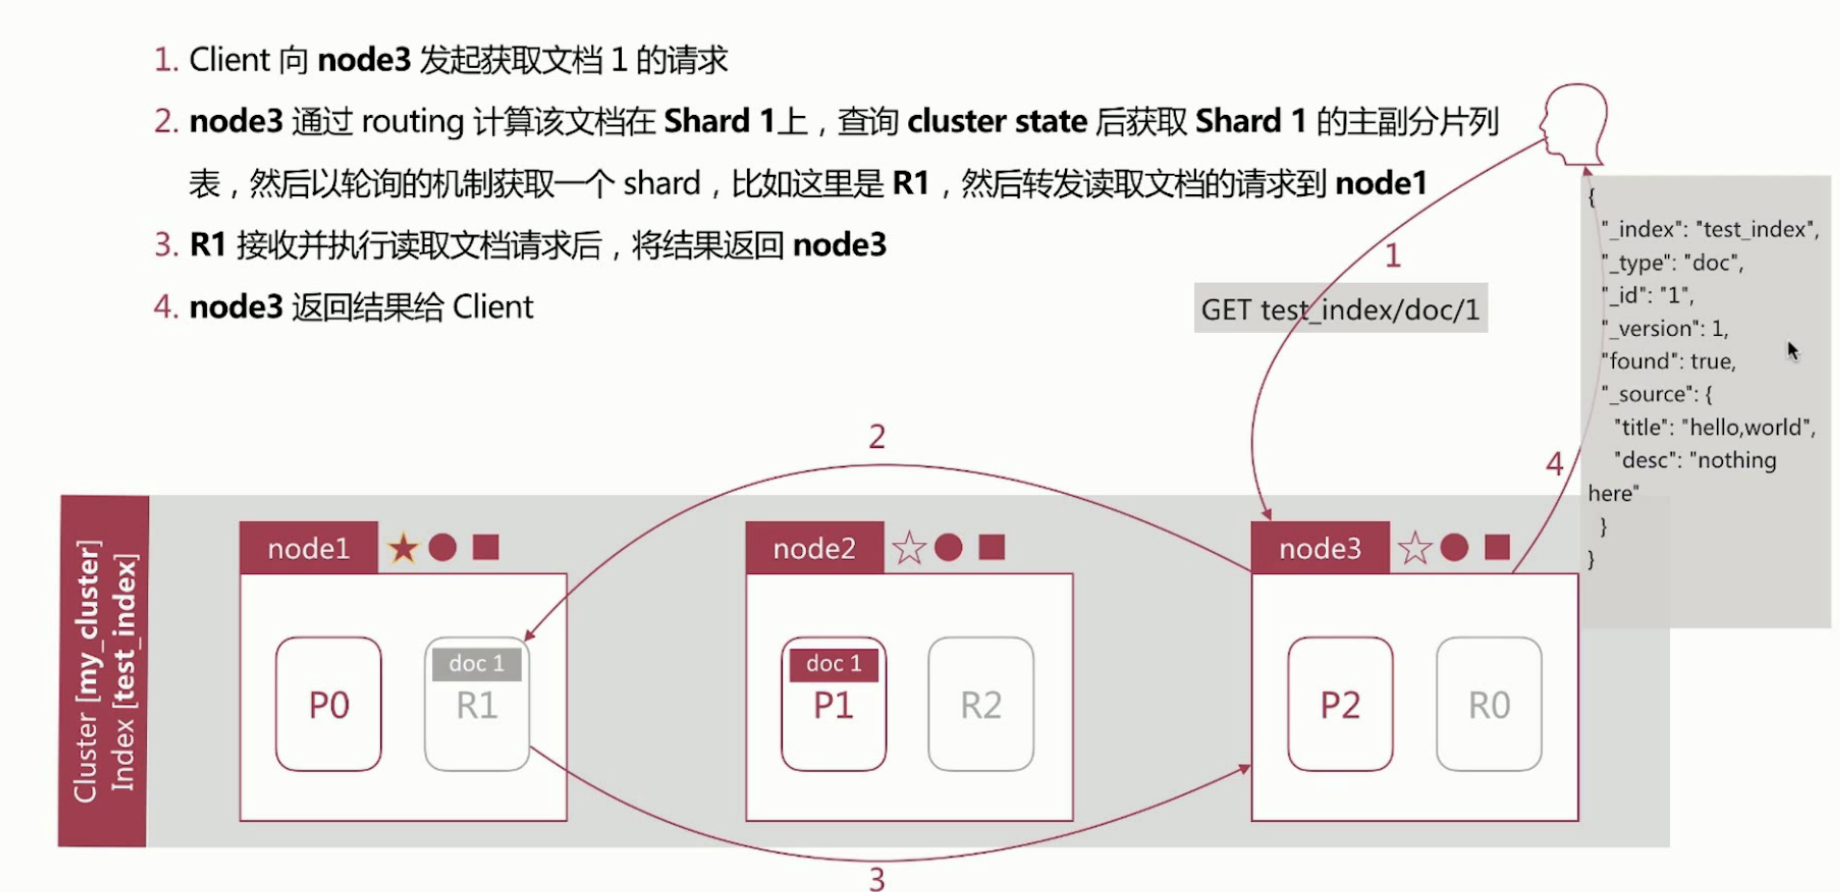 1. Client 向 node3 发起获取文档 1 的请求
2. node3 通过 routing 计算该文档在 Shard 1上，查询 cluster state 后获取 Shard 1 的主副分片列
表，然后以轮询的机制获取一个 shard，比如这里是 R1，然后转发读取文档的请求到 node1
3. R1 接收并执行读取文档请求后，将结果返回 node3
4. node3 返回结果给 Client
1
GET test_index/doc/1
{
"_index": "test_index",
"_type": "doc",
"_id": "1",
"_version": 1,
"found": true,
"_source": {
"title": "hello,world",
"desc": "nothing
here"
}
}
2
4
Cluster [my_cluster]
Index [test_index]
node1
node2
node3
doc 1
doc 1
P0
R1
P1
R2
P2
R0
3